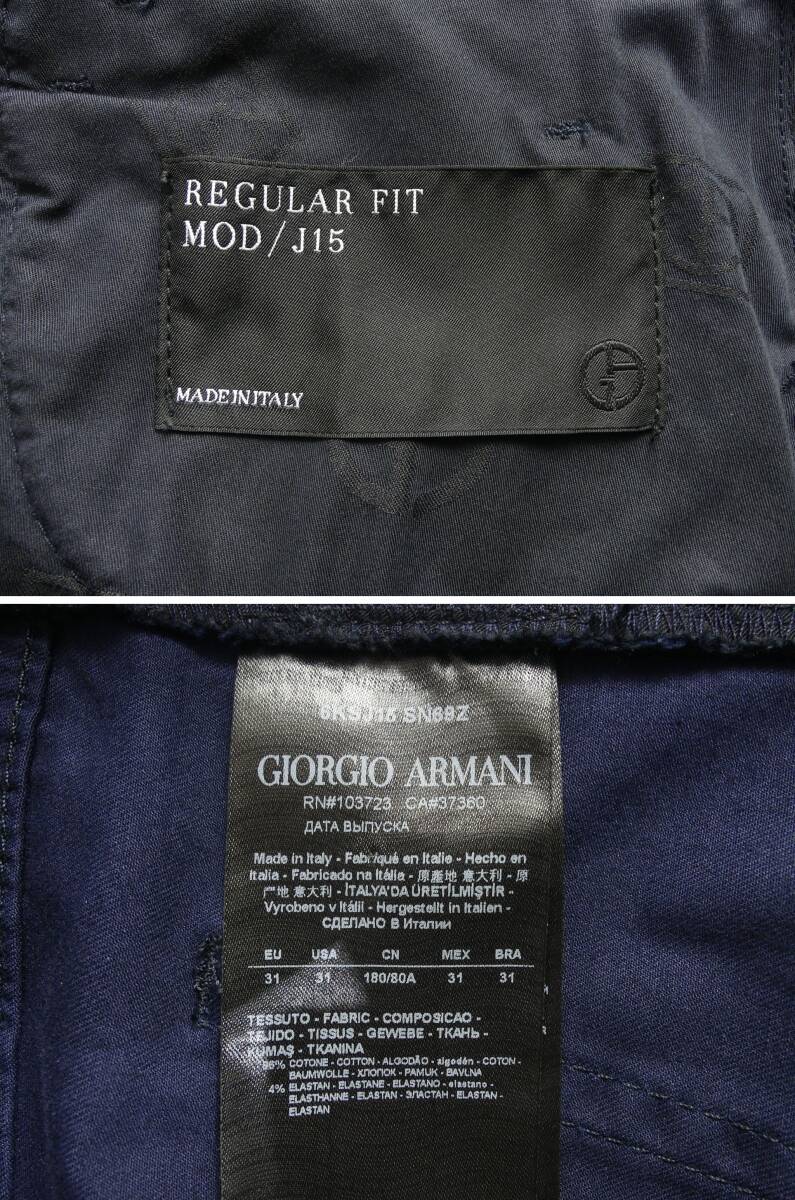 REGULAR FIT
MOD/J15
MADE IN ITALY
6KSJ15 SN69Z
GIORGIO ARMANI
RN#103723 CA#37360
ДАТА ВЫПУСКА
Made in Italy - Fabriqué en Italie - Hecho en
Italia - Fabricado na Itália - 原產地 意大利 - 原
产地 意大利 - İTALYA'DA ÜRETİLMİŞTİR -
Vyrobeno v Itálii - Hergestellt in Italien -
СДЕЛАНО В Италии
EU USA CN MEX BRA
31 31 180/80A 31 31
TESSUTO - FABRIC - COMPOSICAO -
TEJIDO - TISSUS - GEWEBE - ТКАНЬ -
KUMAŞ - TKANINA
96% COTONE - COTTON - ALGODÃO - algodón - COTON -
BAUMWOLLE - ХЛОПОК - PAMUK - BAVLNA
4% ELASTAN - ELASTANE - ELASTANO - elastano -
ELASTHANNE - ELASTAN - ЭЛАСТАН - ELASTAN -
ELASTAN